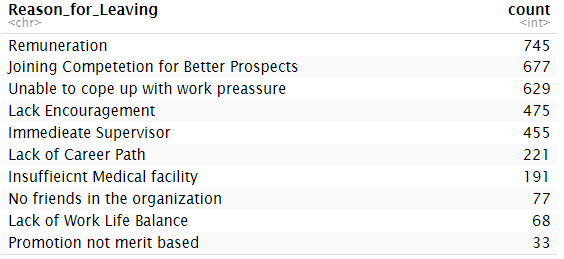 Reason_for_Leaving count
<chr> <int>
Remuneration 745
Joining Competetion for Better Prospects 677
Unable to cope up with work preassure 629
Lack Encouragement 475
Immedieate Supervisor 455
Lack of Career Path 221
Insuffieicnt Medical facility 191
No friends in the organization 77
Lack of Work Life Balance 68
Promotion not merit based 33